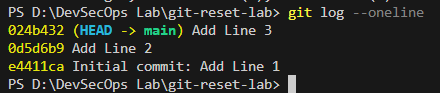 PS D:\DevSecOps Lab\git-reset-lab> git log --oneline
024b432 (HEAD -> main) Add Line 3
0d5d6b9 Add Line 2
e4411ca Initial commit: Add Line 1
PS D:\DevSecOps Lab\git-reset-lab>